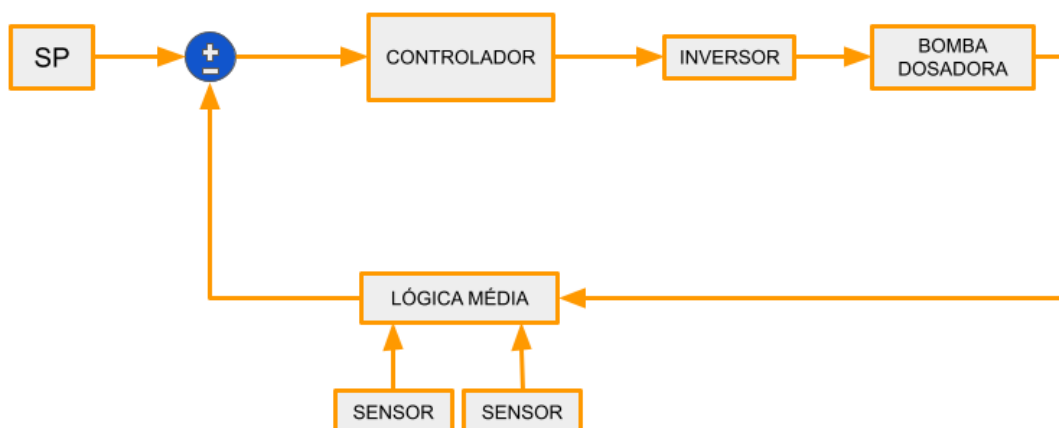 SP
±
CONTROLADOR
INVERSOR
BOMBA
DOSADORA
LÓGICA MÉDIA
SENSOR
SENSOR